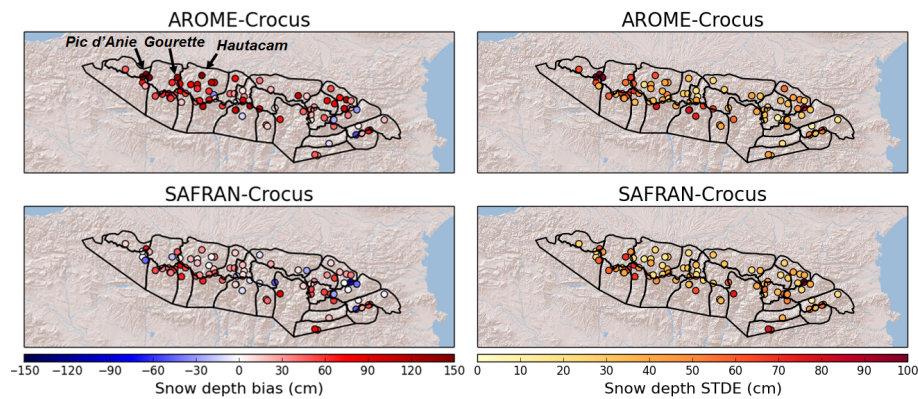 AROME-Crocus
AROME-Crocus
Pic d'Anie Gourette Hautacam
SAFRAN-Crocus
SAFRAN-Crocus
−150 −120 −90 −60 −30 0 30 60 90 120 150
0 10 20 30 40 50 60 70 80 90 100
Snow depth bias (cm)
Snow depth STDE (cm)